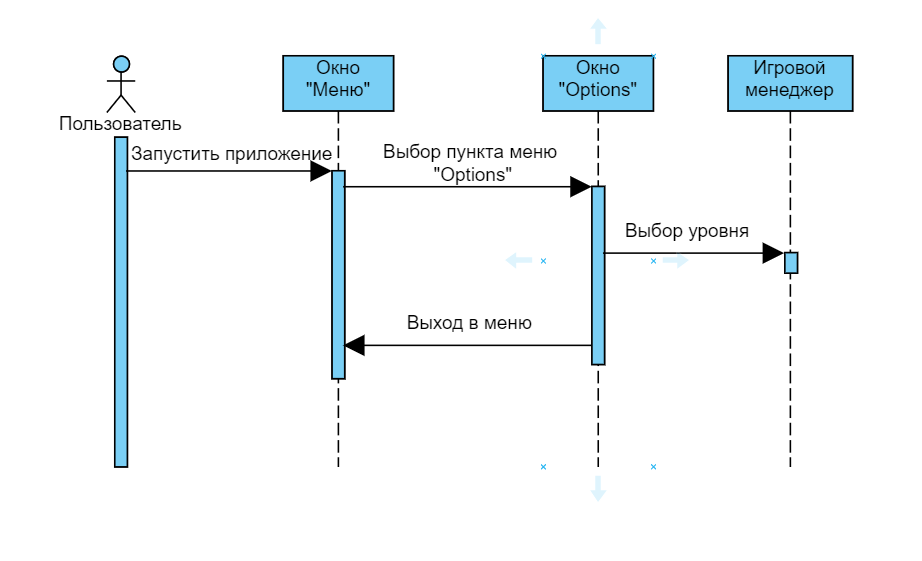 Окно
"Меню"
Окно
"Options"
Игровой
менеджер
Пользователь
Запустить приложение
Выбор пункта меню
"Options"
Выбор уровня
Выход в меню